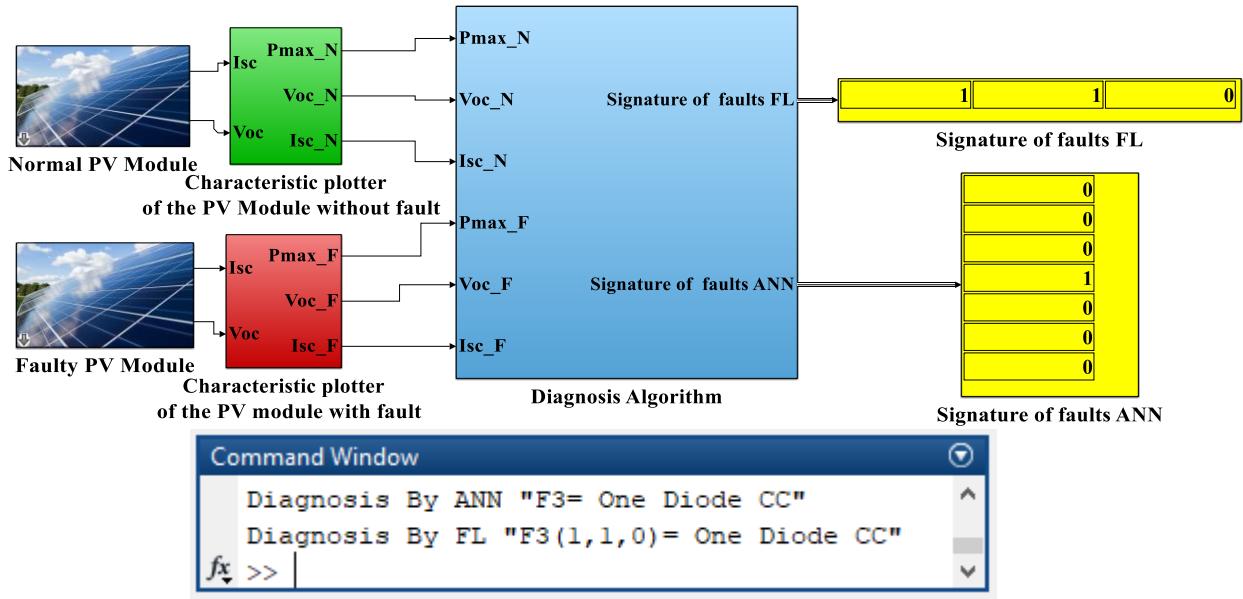 Isc
Voc
Normal PV Module
Pmax_N
Voc_N
Isc_N
Characteristic plotter
of the PV Module without fault
Isc
Voc
Faulty PV Module
Pmax_F
Voc_F
Isc_F
Characteristic plotter
of the PV module with fault
Pmax_N
Voc_N
Isc_N
Pmax_F
Voc_F
Isc_F
Signature of faults FL
Signature of faults ANN
Diagnosis Algorithm
1 1 0
Signature of faults FL
0
0
0
1
0
0
0
Signature of faults ANN
Command Window
Diagnosis By ANN "F3= One Diode CC"
Diagnosis By FL "F3(1,1,0)= One Diode CC"
fx >>